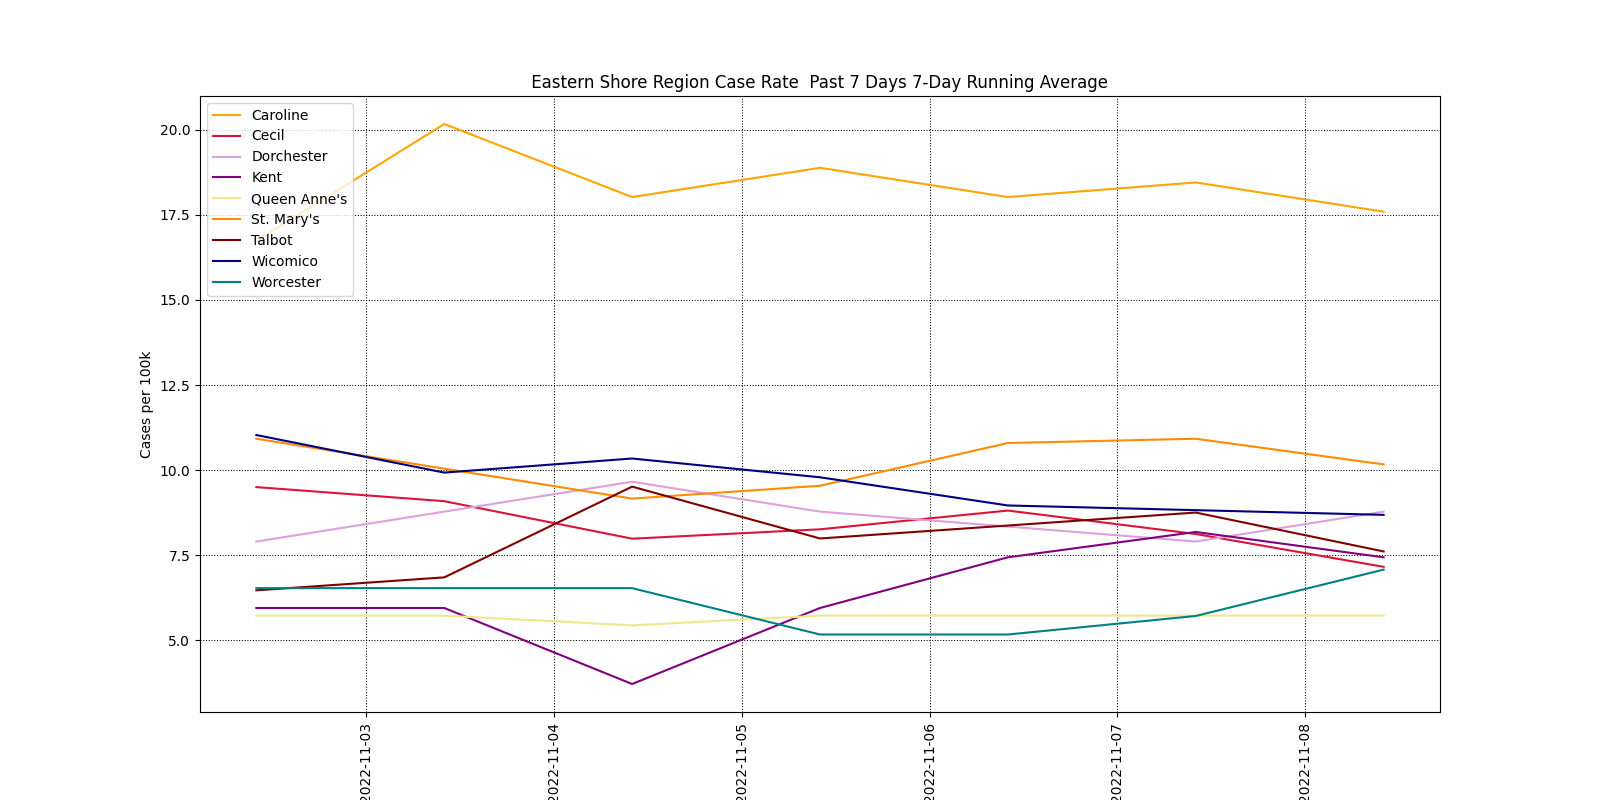 Eastern Shore Region Case Rate  Past 7 Days 7-Day Running Average
Caroline
Cecil
Dorchester
Kent
Queen Anne's
St. Mary's
Talbot
Wicomico
Worcester
Cases per 100k
20.0
17.5
15.0
12.5
10.0
7.5
5.0
2022-11-03
2022-11-04
2022-11-05
2022-11-06
2022-11-07
2022-11-08